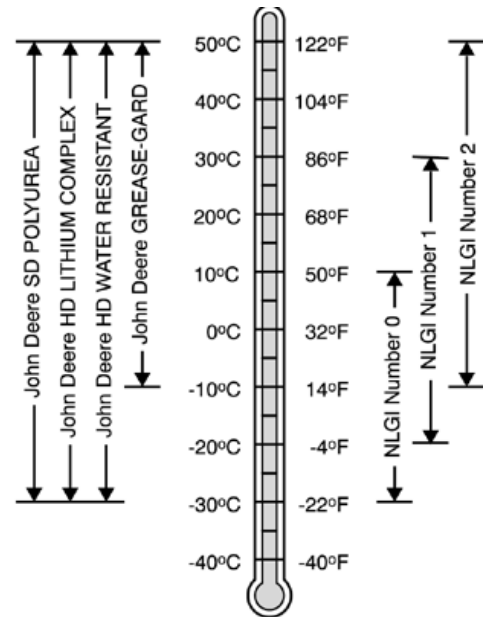 John Deere SD POLYUREA
John Deere HD LITHIUM COMPLEX
John Deere HD WATER RESISTANT
John Deere GREASE-GARD
50ºC 122ºF
40ºC 104ºF
30ºC 86ºF
20ºC 68ºF
10ºC 50ºF
0ºC 32ºF
-10ºC 14ºF
-20ºC -4ºF
-30ºC -22ºF
-40ºC -40ºF
NLGI Number 0
NLGI Number 1
NLGI Number 2